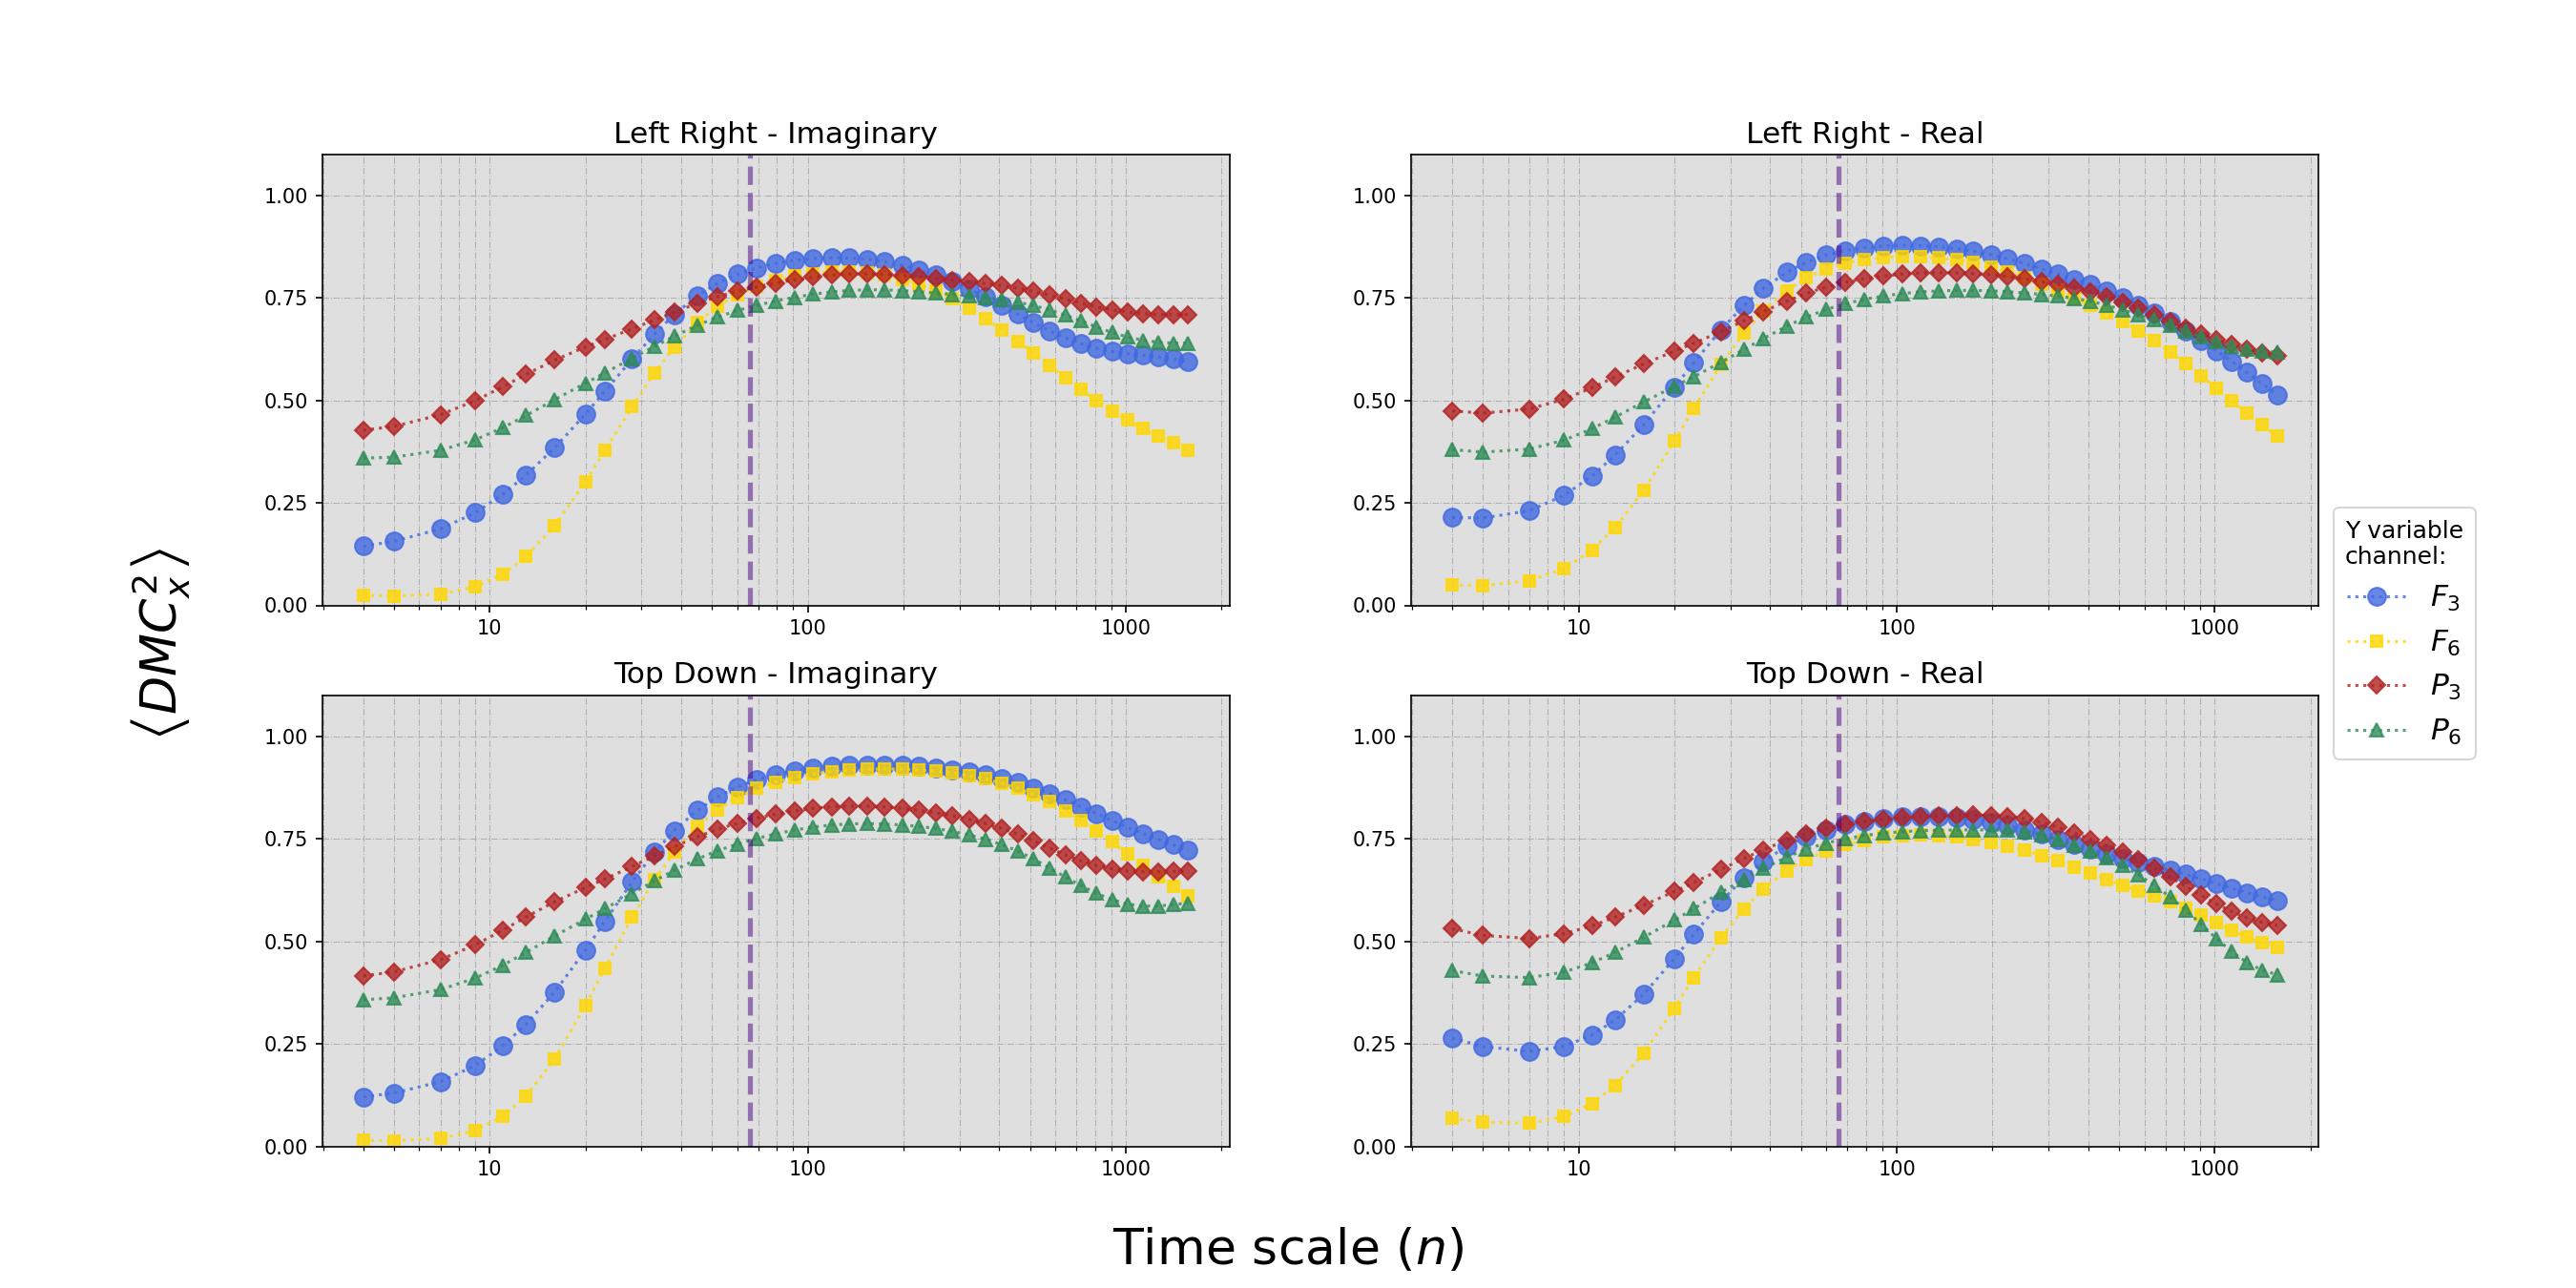 Left Right - Imaginary
1.00
0.75
0.50
0.25
0.00
10 100 1000
Left Right - Real
1.00
0.75
0.50
0.25
0.00
10 100 1000
Top Down - Imaginary
1.00
0.75
0.50
0.25
0.00
10 100 1000
Top Down - Real
1.00
0.75
0.50
0.25
0.00
10 100 1000
⟨DMC²ₓ⟩
Time scale (n)
Y variable
channel:
F₃
F₆
P₃
P₆